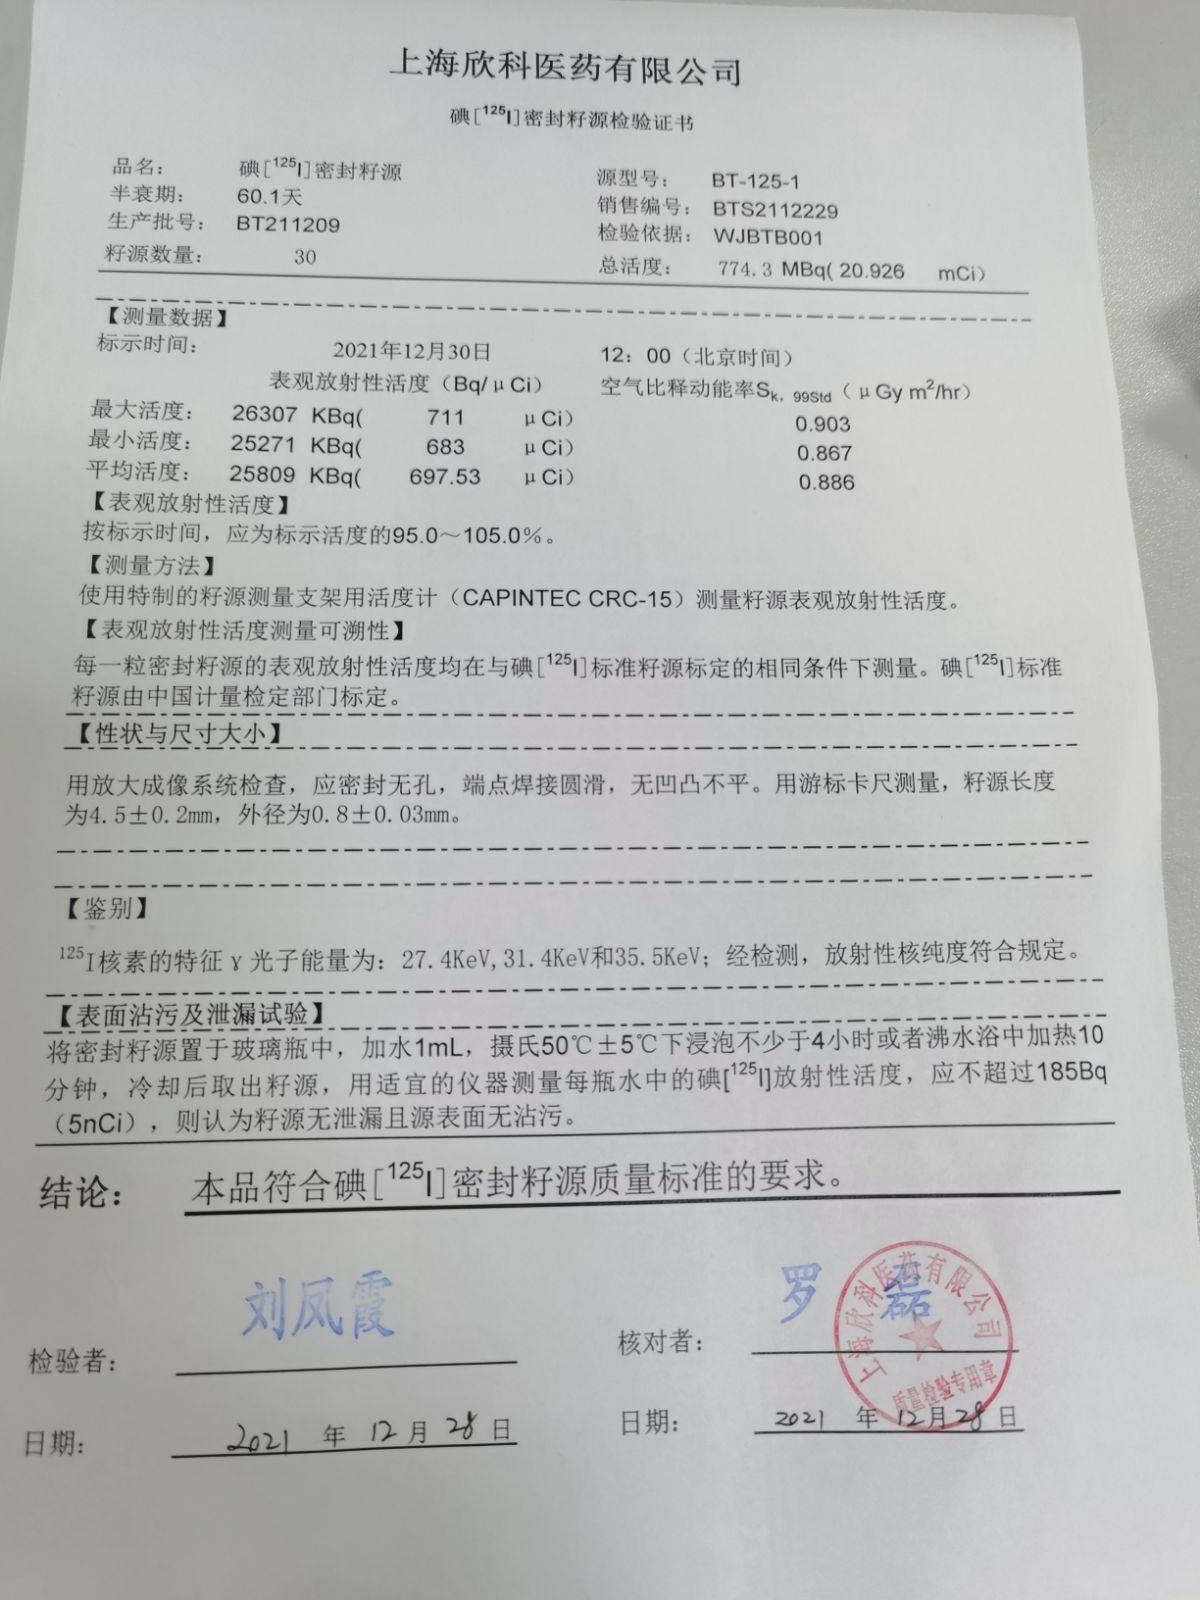 上海欣科医药有限公司
碘[¹²⁵I]密封籽源检验证书
品名： 碘[¹²⁵I]密封籽源 源型号： BT-125-1
半衰期： 60.1天 销售编号： BTS2112229
生产批号： BT211209 检验依据： WJBTB001
籽源数量： 30 总活度： 774.3 MBq( 20.926 mCi）
【测量数据】
标示时间： 2021年12月30日 12：00（北京时间）
表观放射性活度（Bq/μCi） 空气比释动能率Sk，99Std（μGy m²/hr）
最大活度： 26307 KBq( 711 μCi） 0.903
最小活度： 25271 KBq( 683 μCi） 0.867
平均活度： 25809 KBq( 697.53 μCi） 0.886
【表观放射性活度】
按标示时间，应为标示活度的95.0～105.0%。
【测量方法】
使用特制的籽源测量支架用活度计（CAPINTEC CRC-15）测量籽源表观放射性活度。
【表观放射性活度测量可溯性】
每一粒密封籽源的表观放射性活度均在与碘[¹²⁵I]标准籽源标定的相同条件下测量。碘[¹²⁵I]标准
籽源由中国计量检定部门标定。
【性状与尺寸大小】
用放大成像系统检查，应密封无孔，端点焊接圆滑，无凹凸不平。用游标卡尺测量，籽源长度
为4.5±0.2mm，外径为0.8±0.03mm。
【鉴别】
¹²⁵I核素的特征γ光子能量为：27.4KeV,31.4KeV和35.5KeV；经检测，放射性核纯度符合规定。
【表面沾污及泄漏试验】
将密封籽源置于玻璃瓶中，加水1mL，摄氏50℃±5℃下浸泡不少于4小时或者沸水浴中加热10
分钟，冷却后取出籽源，用适宜的仪器测量每瓶水中的碘[¹²⁵I]放射性活度，应不超过185Bq
（5nCi），则认为籽源无泄漏且源表面无沾污。
结论： 本品符合碘[¹²⁵I]密封籽源质量标准的要求。
检验者： 刘凤霞 核对者： 罗磊
上海欣科医药有限公司
质量检验专用章
日期： 2021 年 12月 28日 日期： 2021 年 12月28日